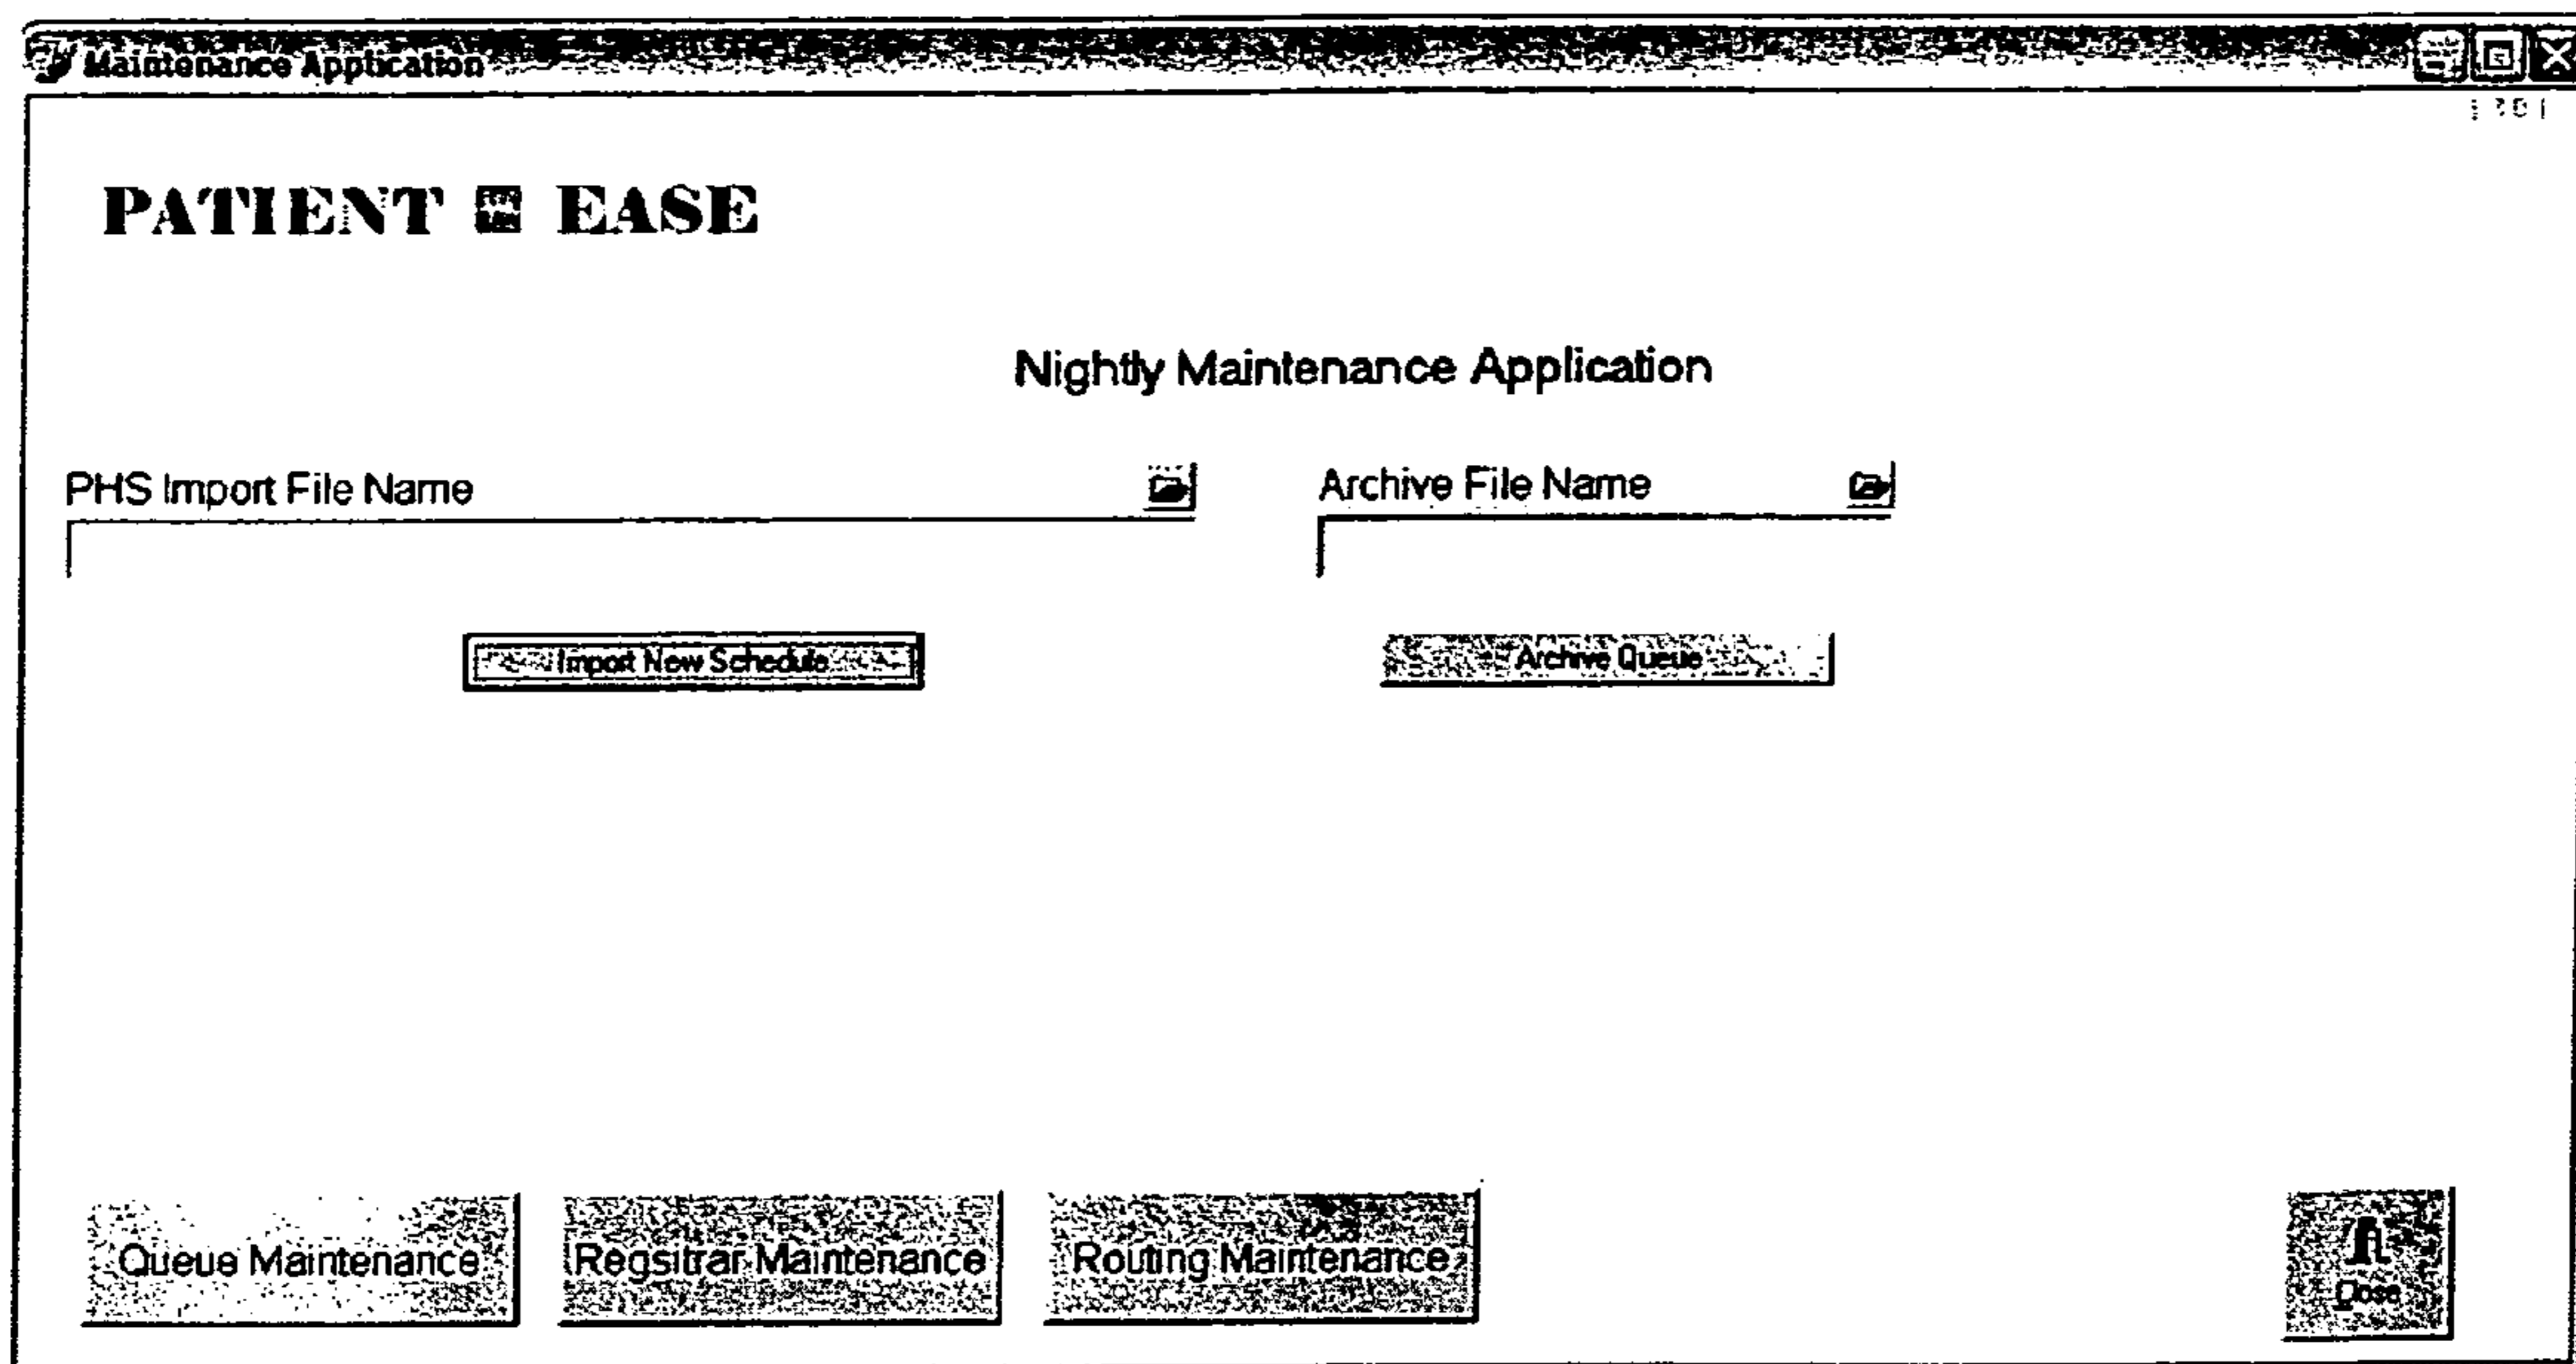 Maintenance Application
PATIENT EASE
Nightly Maintenance Application
PHS Import File Name
Archive File Name
Import New Schedule
Archive Queue
Queue Maintenance
Regsitrar Maintenance
Routing Maintenance
Close